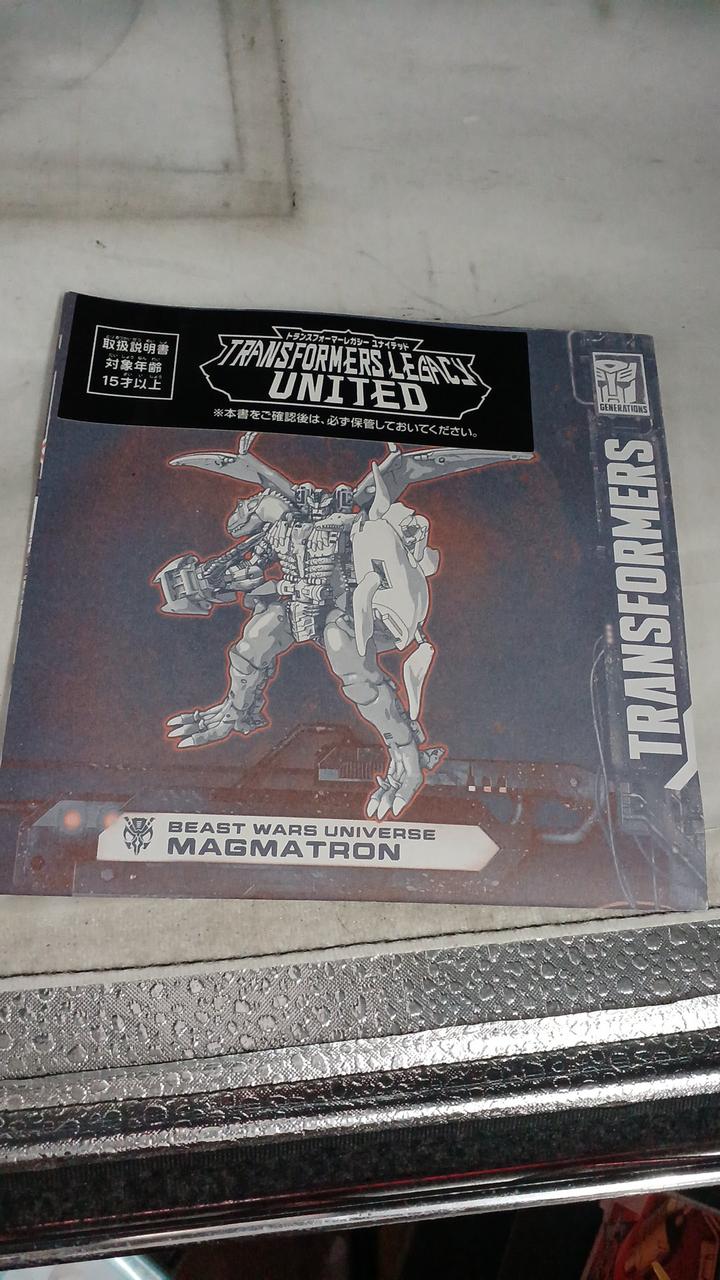 取扱説明書
対象年齢
15才以上
トランスフォーマーレガシー ユナイテッド
TRANSFORMERS LEGACY
UNITED
※本書をご確認後は、必ず保管しておいてください。
GENERATIONS
TRANSFORMERS
BEAST WARS UNIVERSE
MAGMATRON